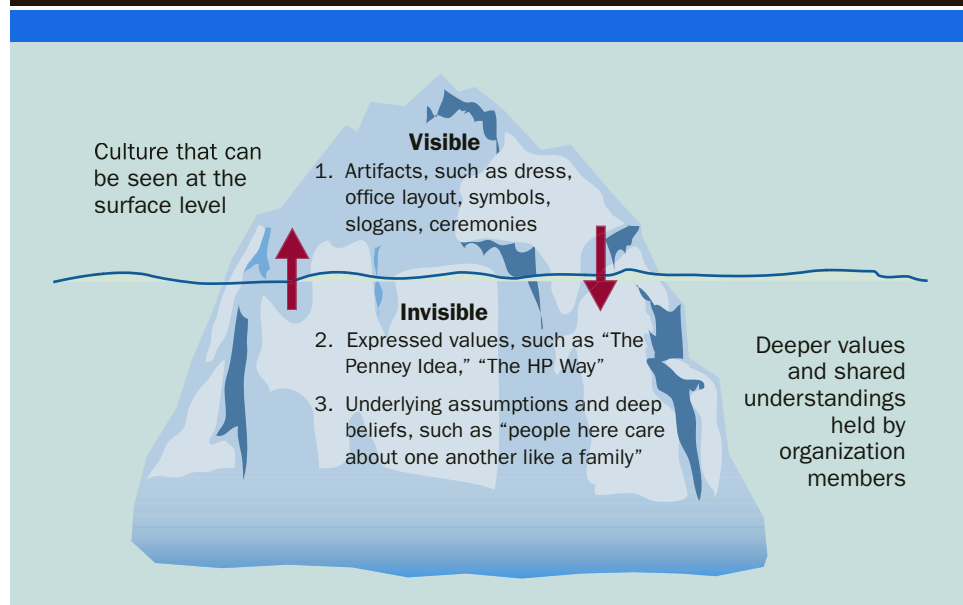 Culture that can
be seen at the
surface level
Visible
1. Artifacts, such as dress,
office layout, symbols,
slogans, ceremonies
Invisible
2. Expressed values, such as “The
Penney Idea,” “The HP Way”
3. Underlying assumptions and deep
beliefs, such as “people here care
about one another like a family”
Deeper values
and shared
understandings
held by
organization
members